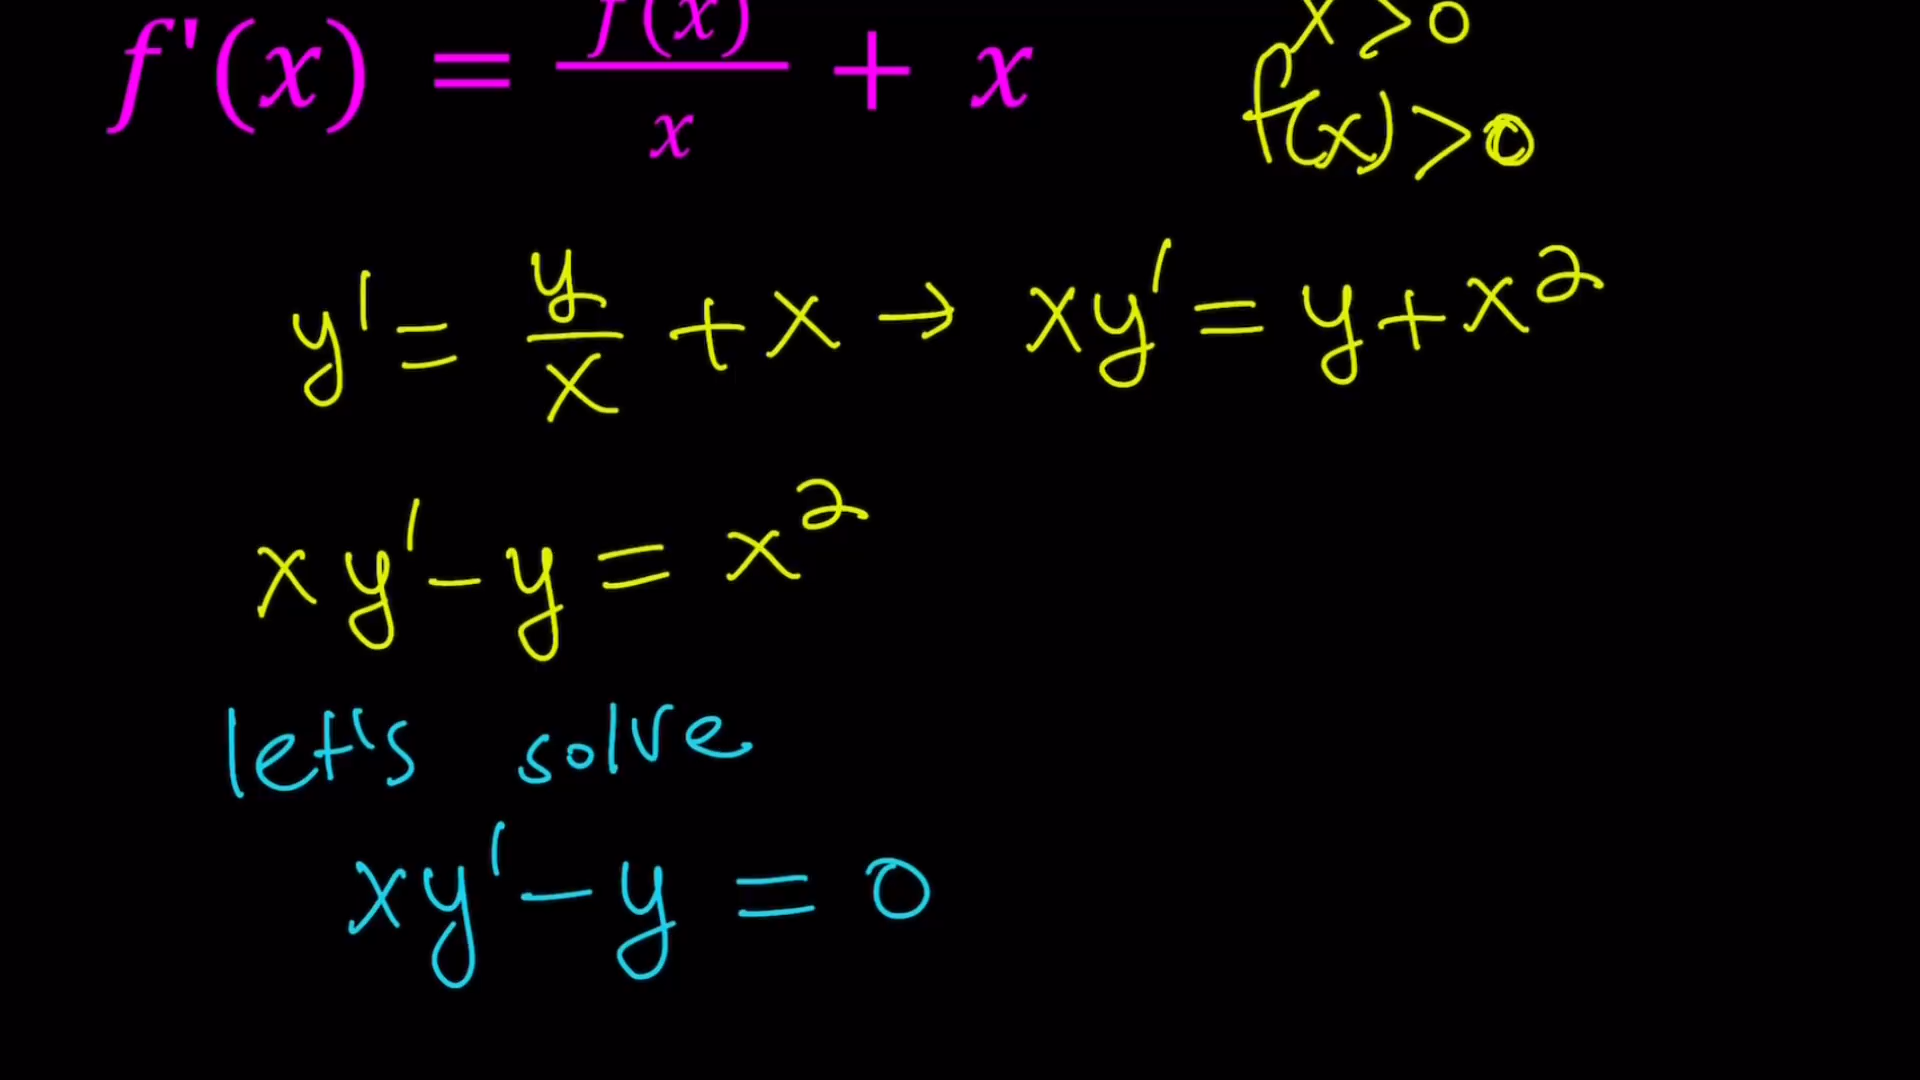 x > 0
f'(x) = f(x)/x + x
f(x) > 0
y' = y/x + x → xy' = y + x²
xy' - y = x²
let's solve
xy' - y = 0